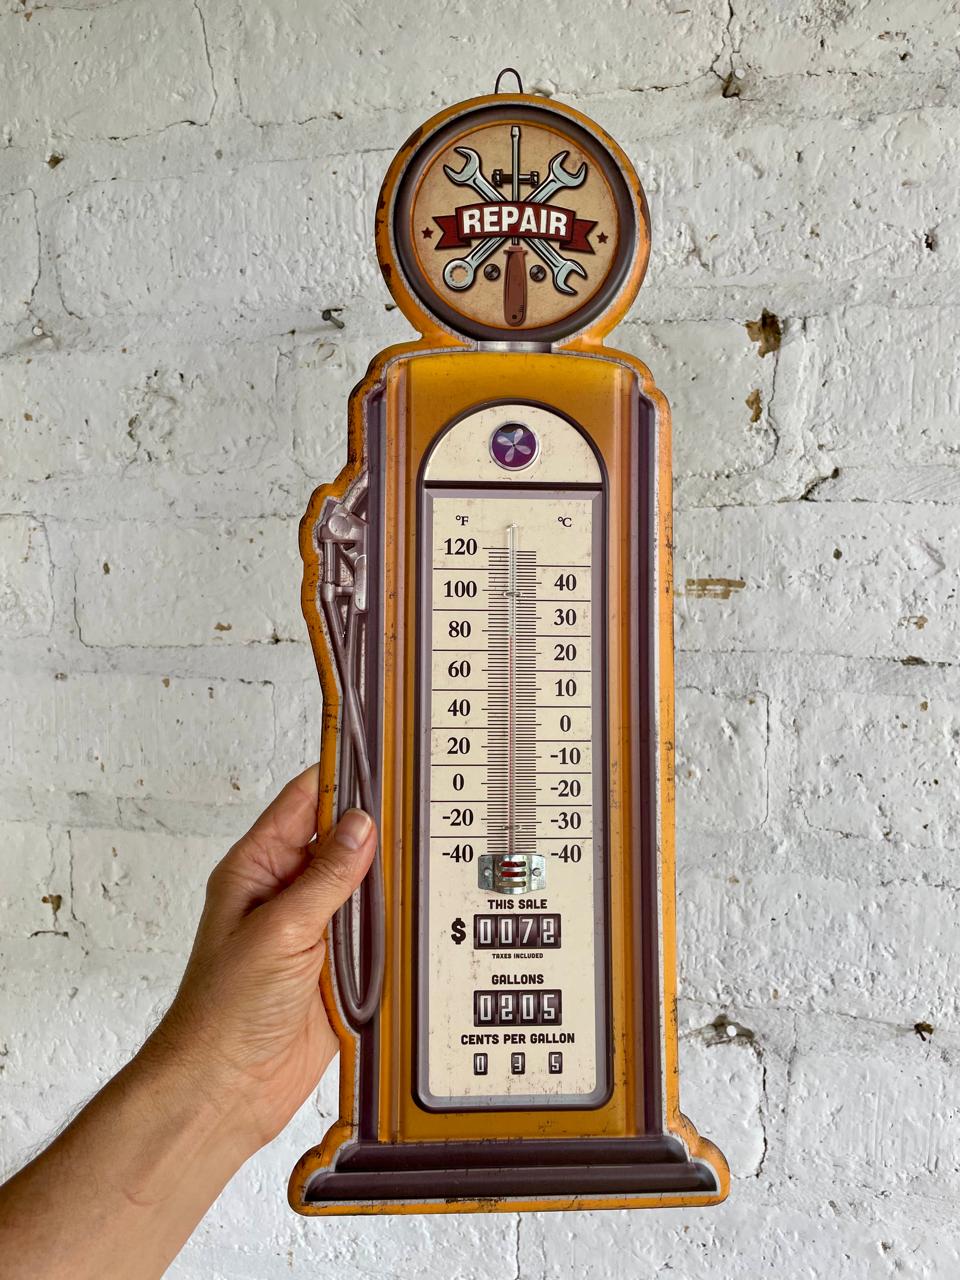 REPAIR
°F °C
120
100 40
80 30
60 20
40 10
20 0
0 -10
-20 -20
-40 -30
-40
THIS SALE
$ 0072
TAXES INCLUDED
GALLONS
0205
CENTS PER GALLON
0 3 5